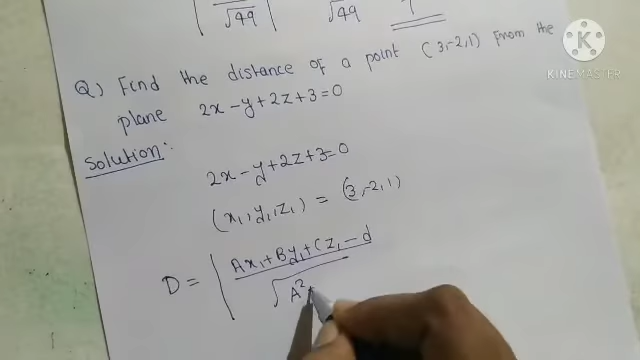 √49 √49
Q) Find the distance of a point (3,-2,1) from the
plane 2x-y+2z+3=0
Solution:-
2x-y+2z+3=0
(x₁,y₁,z₁) = (3,-2,1)
D = | Ax₁+By₁+Cz₁-d
√A²
KINEMASTER